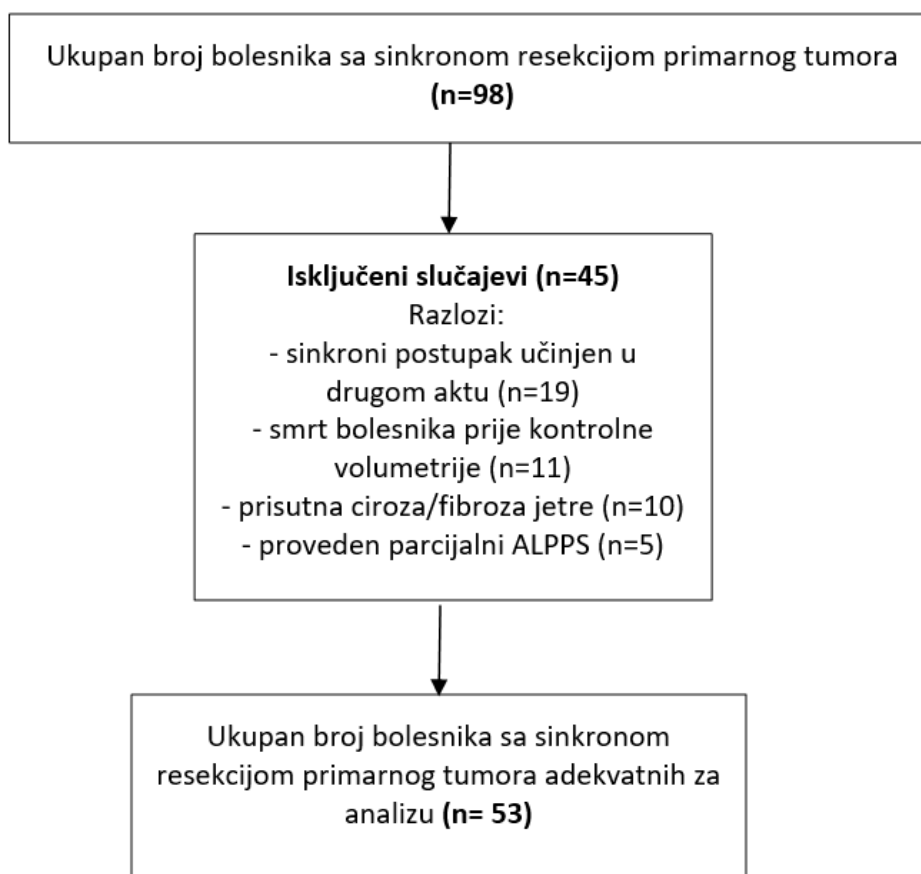 Ukupan broj bolesnika sa sinkronom resekcijom primarnog tumora
(n=98)
Isključeni slučajevi (n=45)
Razlozi:
- sinkroni postupak učinjen u
drugom aktu (n=19)
- smrt bolesnika prije kontrolne
volumetrije (n=11)
- prisutna ciroza/fibroza jetre (n=10)
- proveden parcijalni ALPPS (n=5)
Ukupan broj bolesnika sa sinkronom
resekcijom primarnog tumora adekvatnih za
analizu (n= 53)